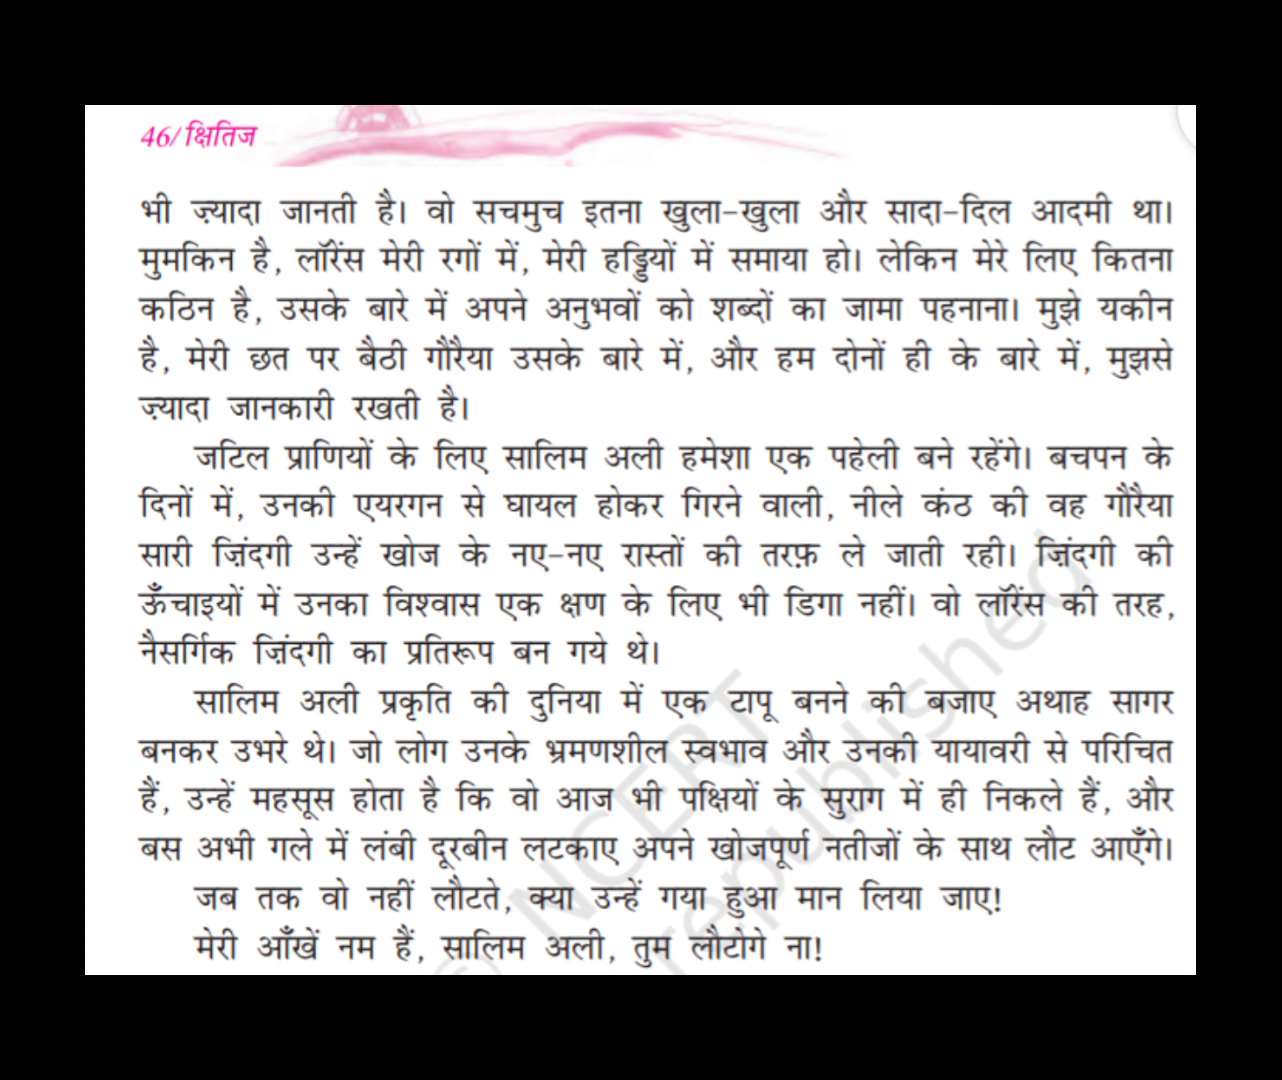 46/ क्षितिज
भी ज़्यादा जानती है। वो सचमुच इतना खुला-खुला और सादा-दिल आदमी था।
मुमकिन है, लॉरेंस मेरी रगों में, मेरी हड्डियों में समाया हो। लेकिन मेरे लिए कितना
कठिन है, उसके बारे में अपने अनुभवों को शब्दों का जामा पहनाना। मुझे यकीन
है, मेरी छत पर बैठी गौरैया उसके बारे में, और हम दोनों ही के बारे में, मुझसे
ज़्यादा जानकारी रखती है।
जटिल प्राणियों के लिए सालिम अली हमेशा एक पहेली बने रहेंगे। बचपन के
दिनों में, उनकी एयरगन से घायल होकर गिरने वाली, नीले कंठ की वह गौरैया
सारी ज़िंदगी उन्हें खोज के नए-नए रास्तों की तरफ़ ले जाती रही। ज़िंदगी की
ऊँचाइयों में उनका विश्वास एक क्षण के लिए भी डिगा नहीं। वो लॉरेंस की तरह,
नैसर्गिक ज़िंदगी का प्रतिरूप बन गये थे।
सालिम अली प्रकृति की दुनिया में एक टापू बनने की बजाए अथाह सागर
बनकर उभरे थे। जो लोग उनके भ्रमणशील स्वभाव और उनकी यायावरी से परिचित
हैं, उन्हें महसूस होता है कि वो आज भी पक्षियों के सुराग में ही निकले हैं, और
बस अभी गले में लंबी दूरबीन लटकाए अपने खोजपूर्ण नतीजों के साथ लौट आएँगे।
जब तक वो नहीं लौटते, क्या उन्हें गया हुआ मान लिया जाए!
मेरी आँखें नम हैं, सालिम अली, तुम लौटोगे ना!
© NCERT
republished